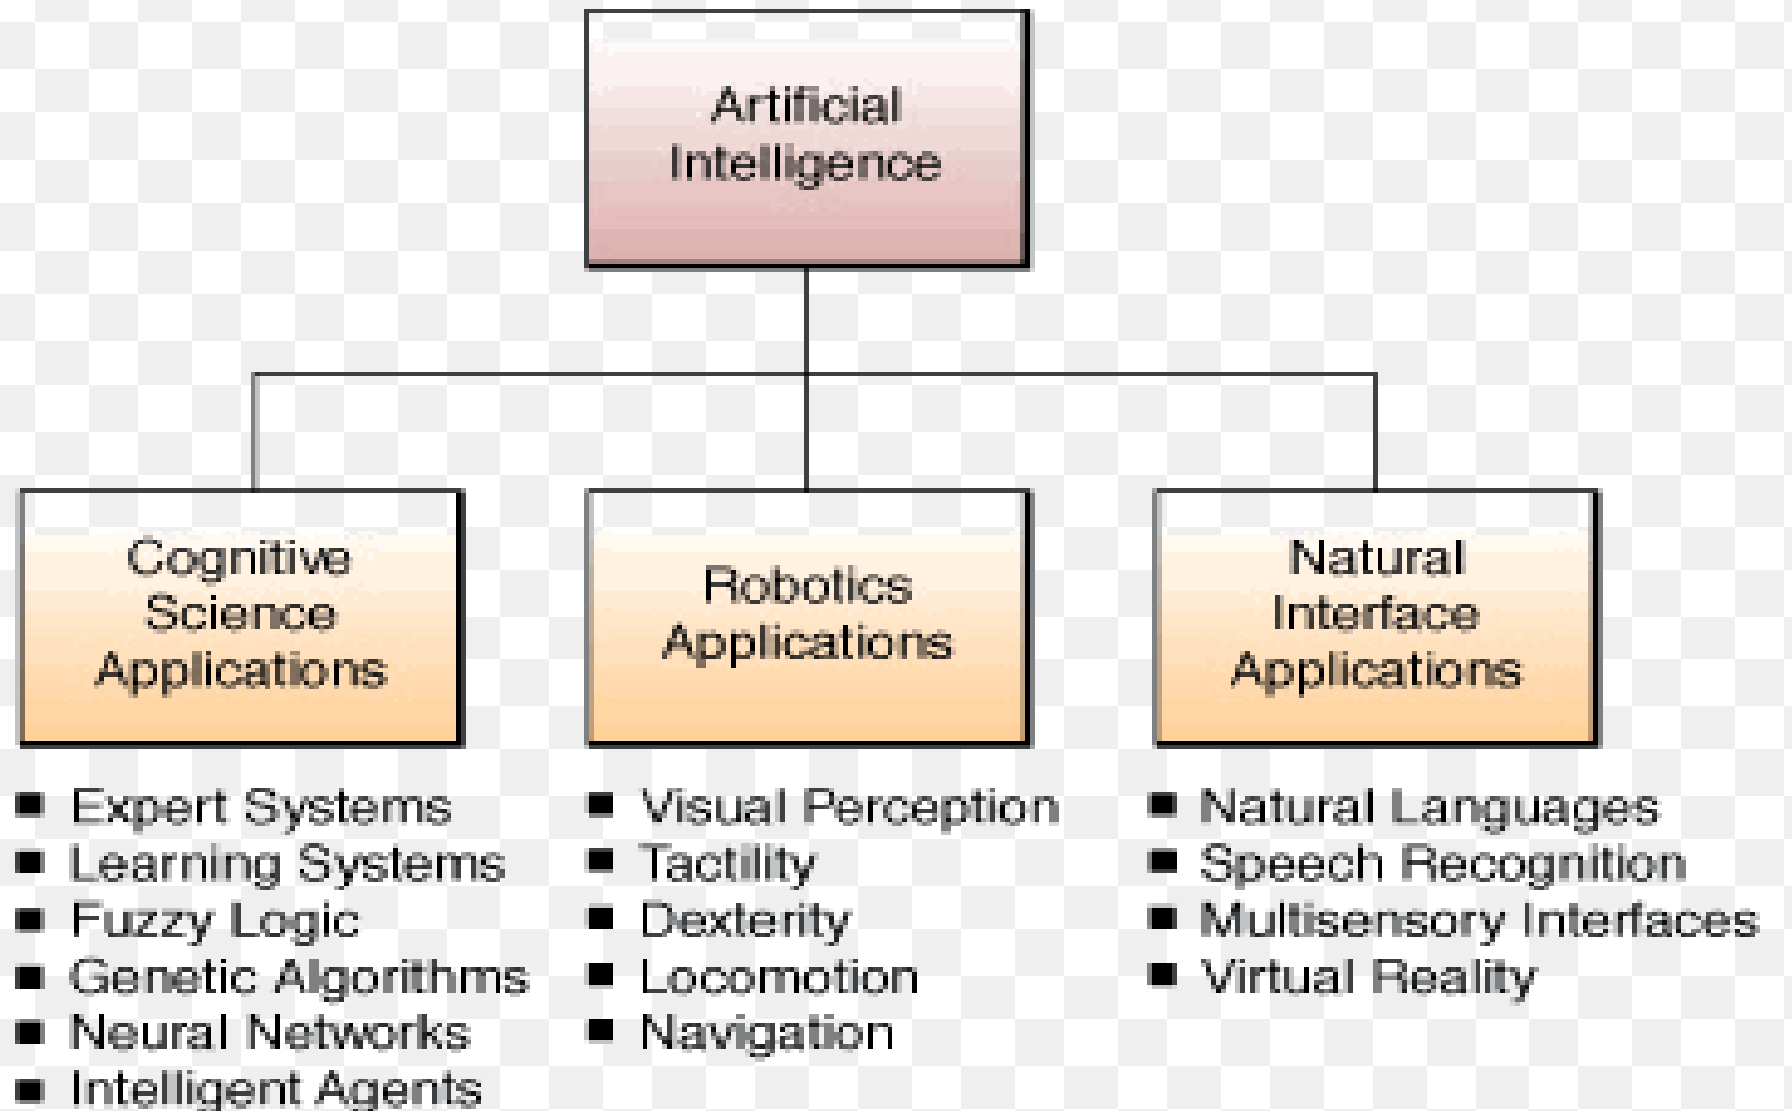 Artificial
Intelligence
Cognitive
Science
Applications
Robotics
Applications
Natural
Interface
Applications
Expert Systems
Learning Systems
Fuzzy Logic
Genetic Algorithms
Neural Networks
Intelligent Agents
Visual Perception
Tactility
Dexterity
Locomotion
Navigation
Natural Languages
Speech Recognition
Multisensory Interfaces
Virtual Reality